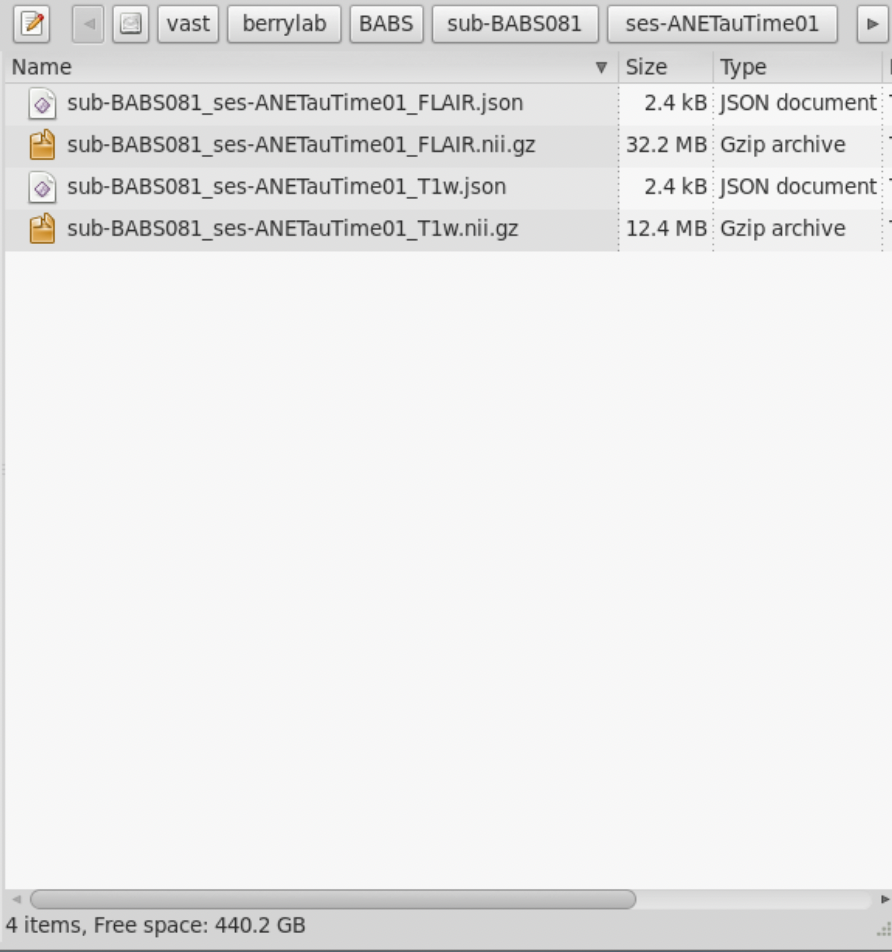 vast berrylab BABS sub-BABS081 ses-ANETauTime01
Name Size Type
sub-BABS081_ses-ANETauTime01_FLAIR.json 2.4 kB JSON document
sub-BABS081_ses-ANETauTime01_FLAIR.nii.gz 32.2 MB Gzip archive
sub-BABS081_ses-ANETauTime01_T1w.json 2.4 kB JSON document
sub-BABS081_ses-ANETauTime01_T1w.nii.gz 12.4 MB Gzip archive
4 items, Free space: 440.2 GB